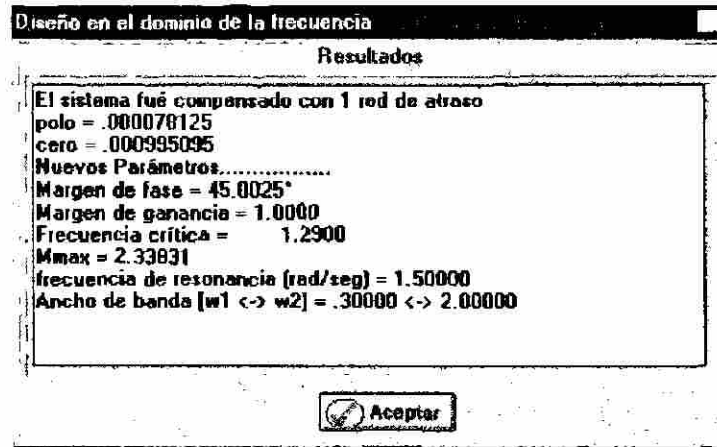 Diseño en el dominio de la frecuencia
Resultados
El sistema fué compensado con 1 red de atraso
polo = .000078125
cero = .000995095
Nuevos Parámetros.................
Margen de fase = 45.0025°
Margen de ganancia = 1.0000
Frecuencia crítica = 1.2900
Mmax = 2.33831
frecuencia de resonancia (rad/seg) = 1.50000
Ancho de banda [w1 <-> w2] = .30000 <-> 2.00000
Aceptar